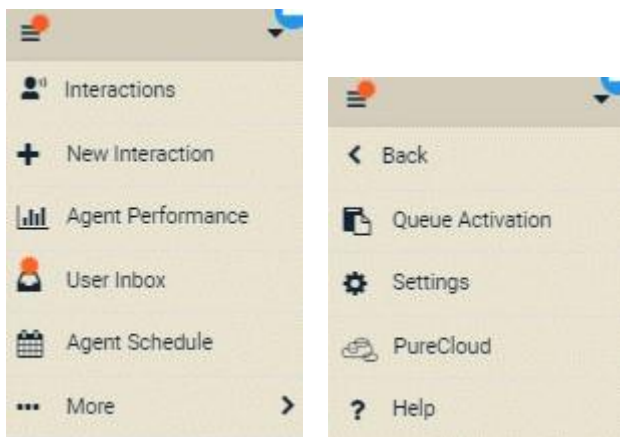 Interactions
New Interaction
Agent Performance
User Inbox
Agent Schedule
More
Back
Queue Activation
Settings
PureCloud
Help